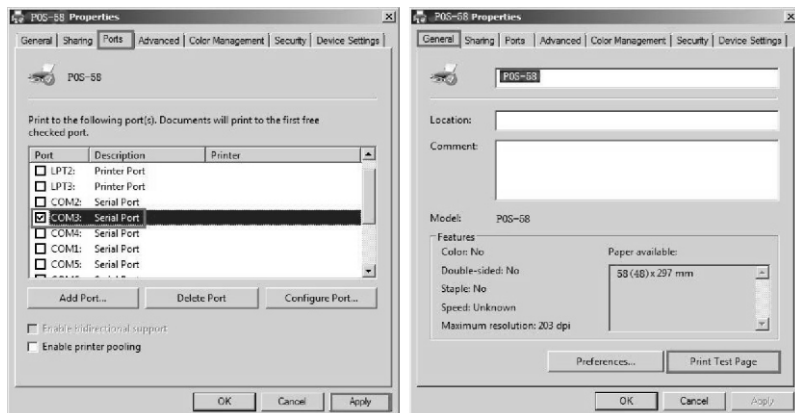 POS-58 Properties
General Sharing Ports Advanced Color Management Security Device Settings
POS-58
Print to the following port(s). Documents will print to the first free
checked port.
Port Description Printer
LPT2: Printer Port
LPT3: Printer Port
COM2: Serial Port
COM3: Serial Port
COM4: Serial Port
COM1: Serial Port
COM5: Serial Port
Add Port... Delete Port Configure Port...
Enable bidirectional support
Enable printer pooling
OK Cancel Apply
POS-58 Properties
General Sharing Ports Advanced Color Management Security Device Settings
POS-58
Location:
Comment:
Model: POS-58
Features
Color: No Paper available:
Double-sided: No 58(48) x 297 mm
Staple: No
Speed: Unknown
Maximum resolution: 203 dpi
Preferences... Print Test Page
OK Cancel Apply